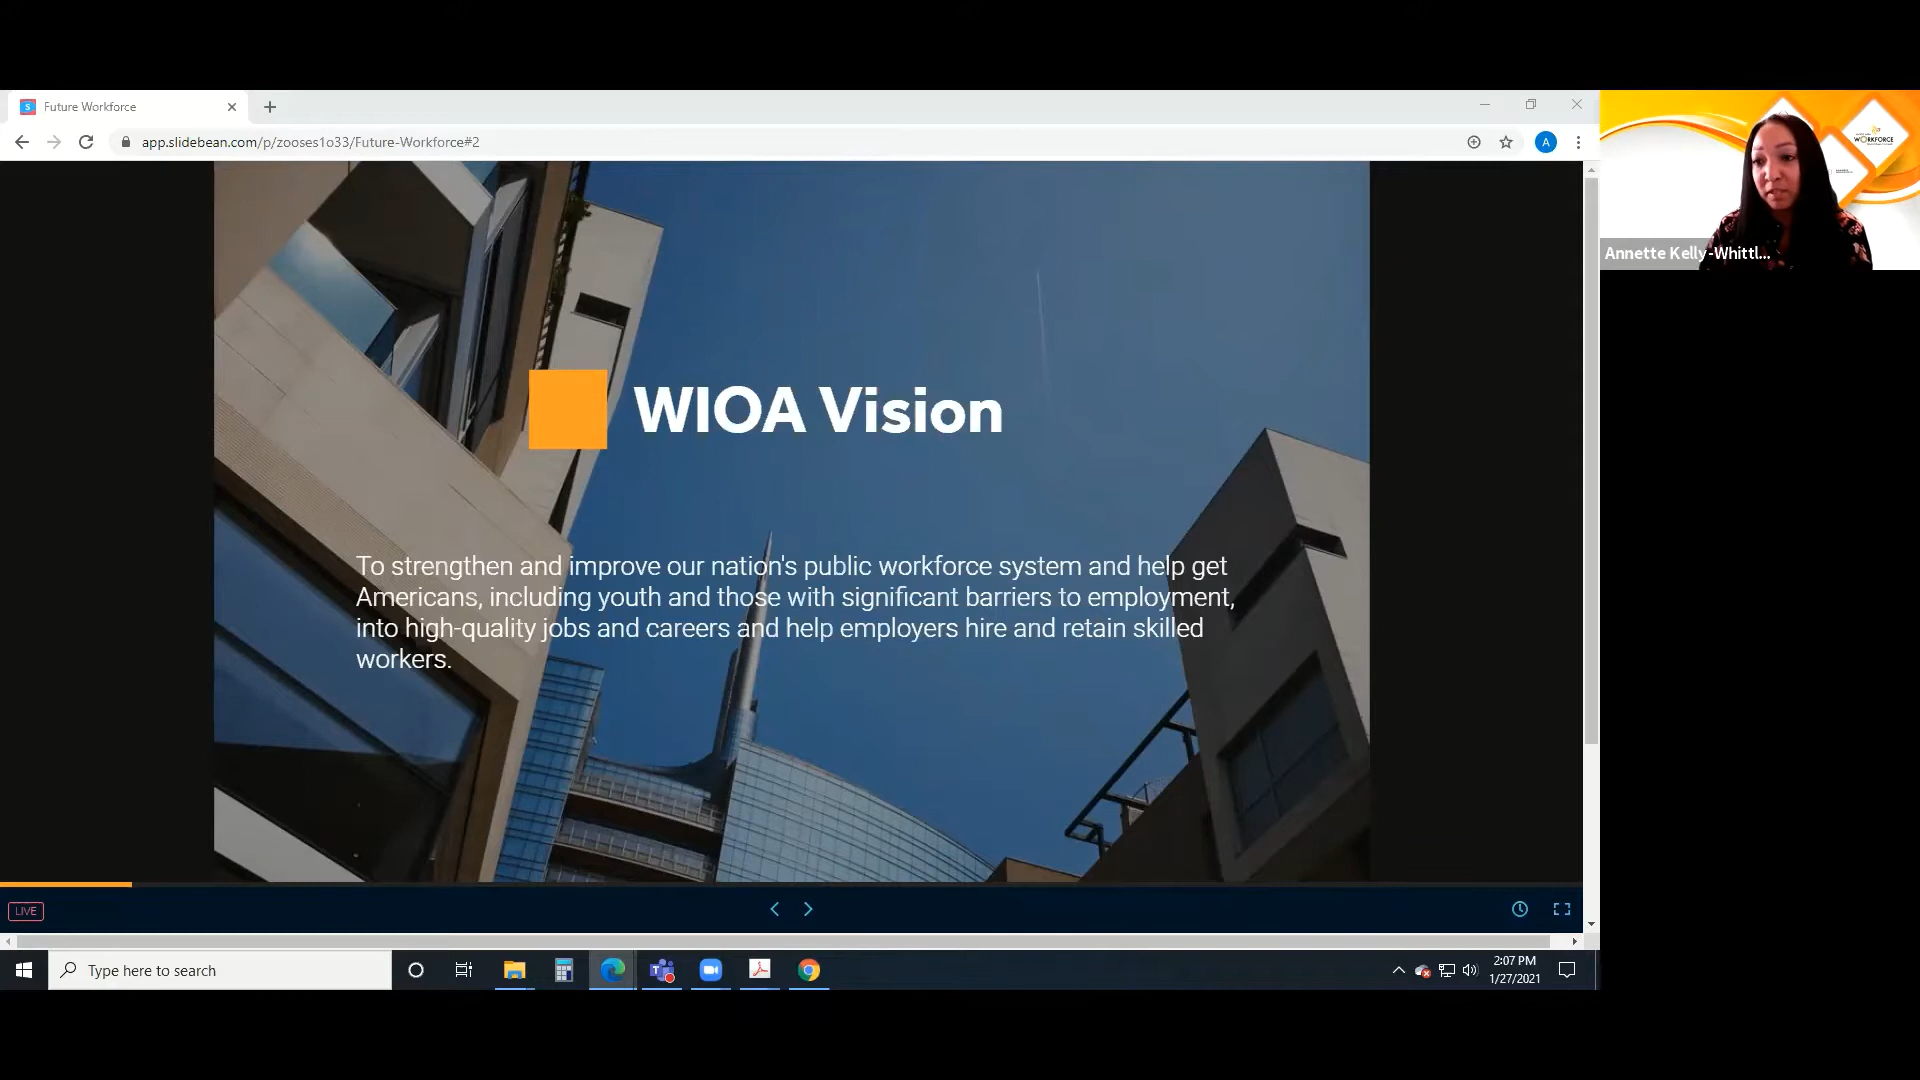 Future Workforce
app.slidebean.com/p/zooses1o33/Future-Workforce#2
A
WORKFORCE
Annette Kelly-Whittl...
WIOA Vision
To strengthen and improve our nation's public workforce system and help get
Americans, including youth and those with significant barriers to employment,
into high-quality jobs and careers and help employers hire and retain skilled
workers.
LIVE
Type here to search
2:07 PM
1/27/2021